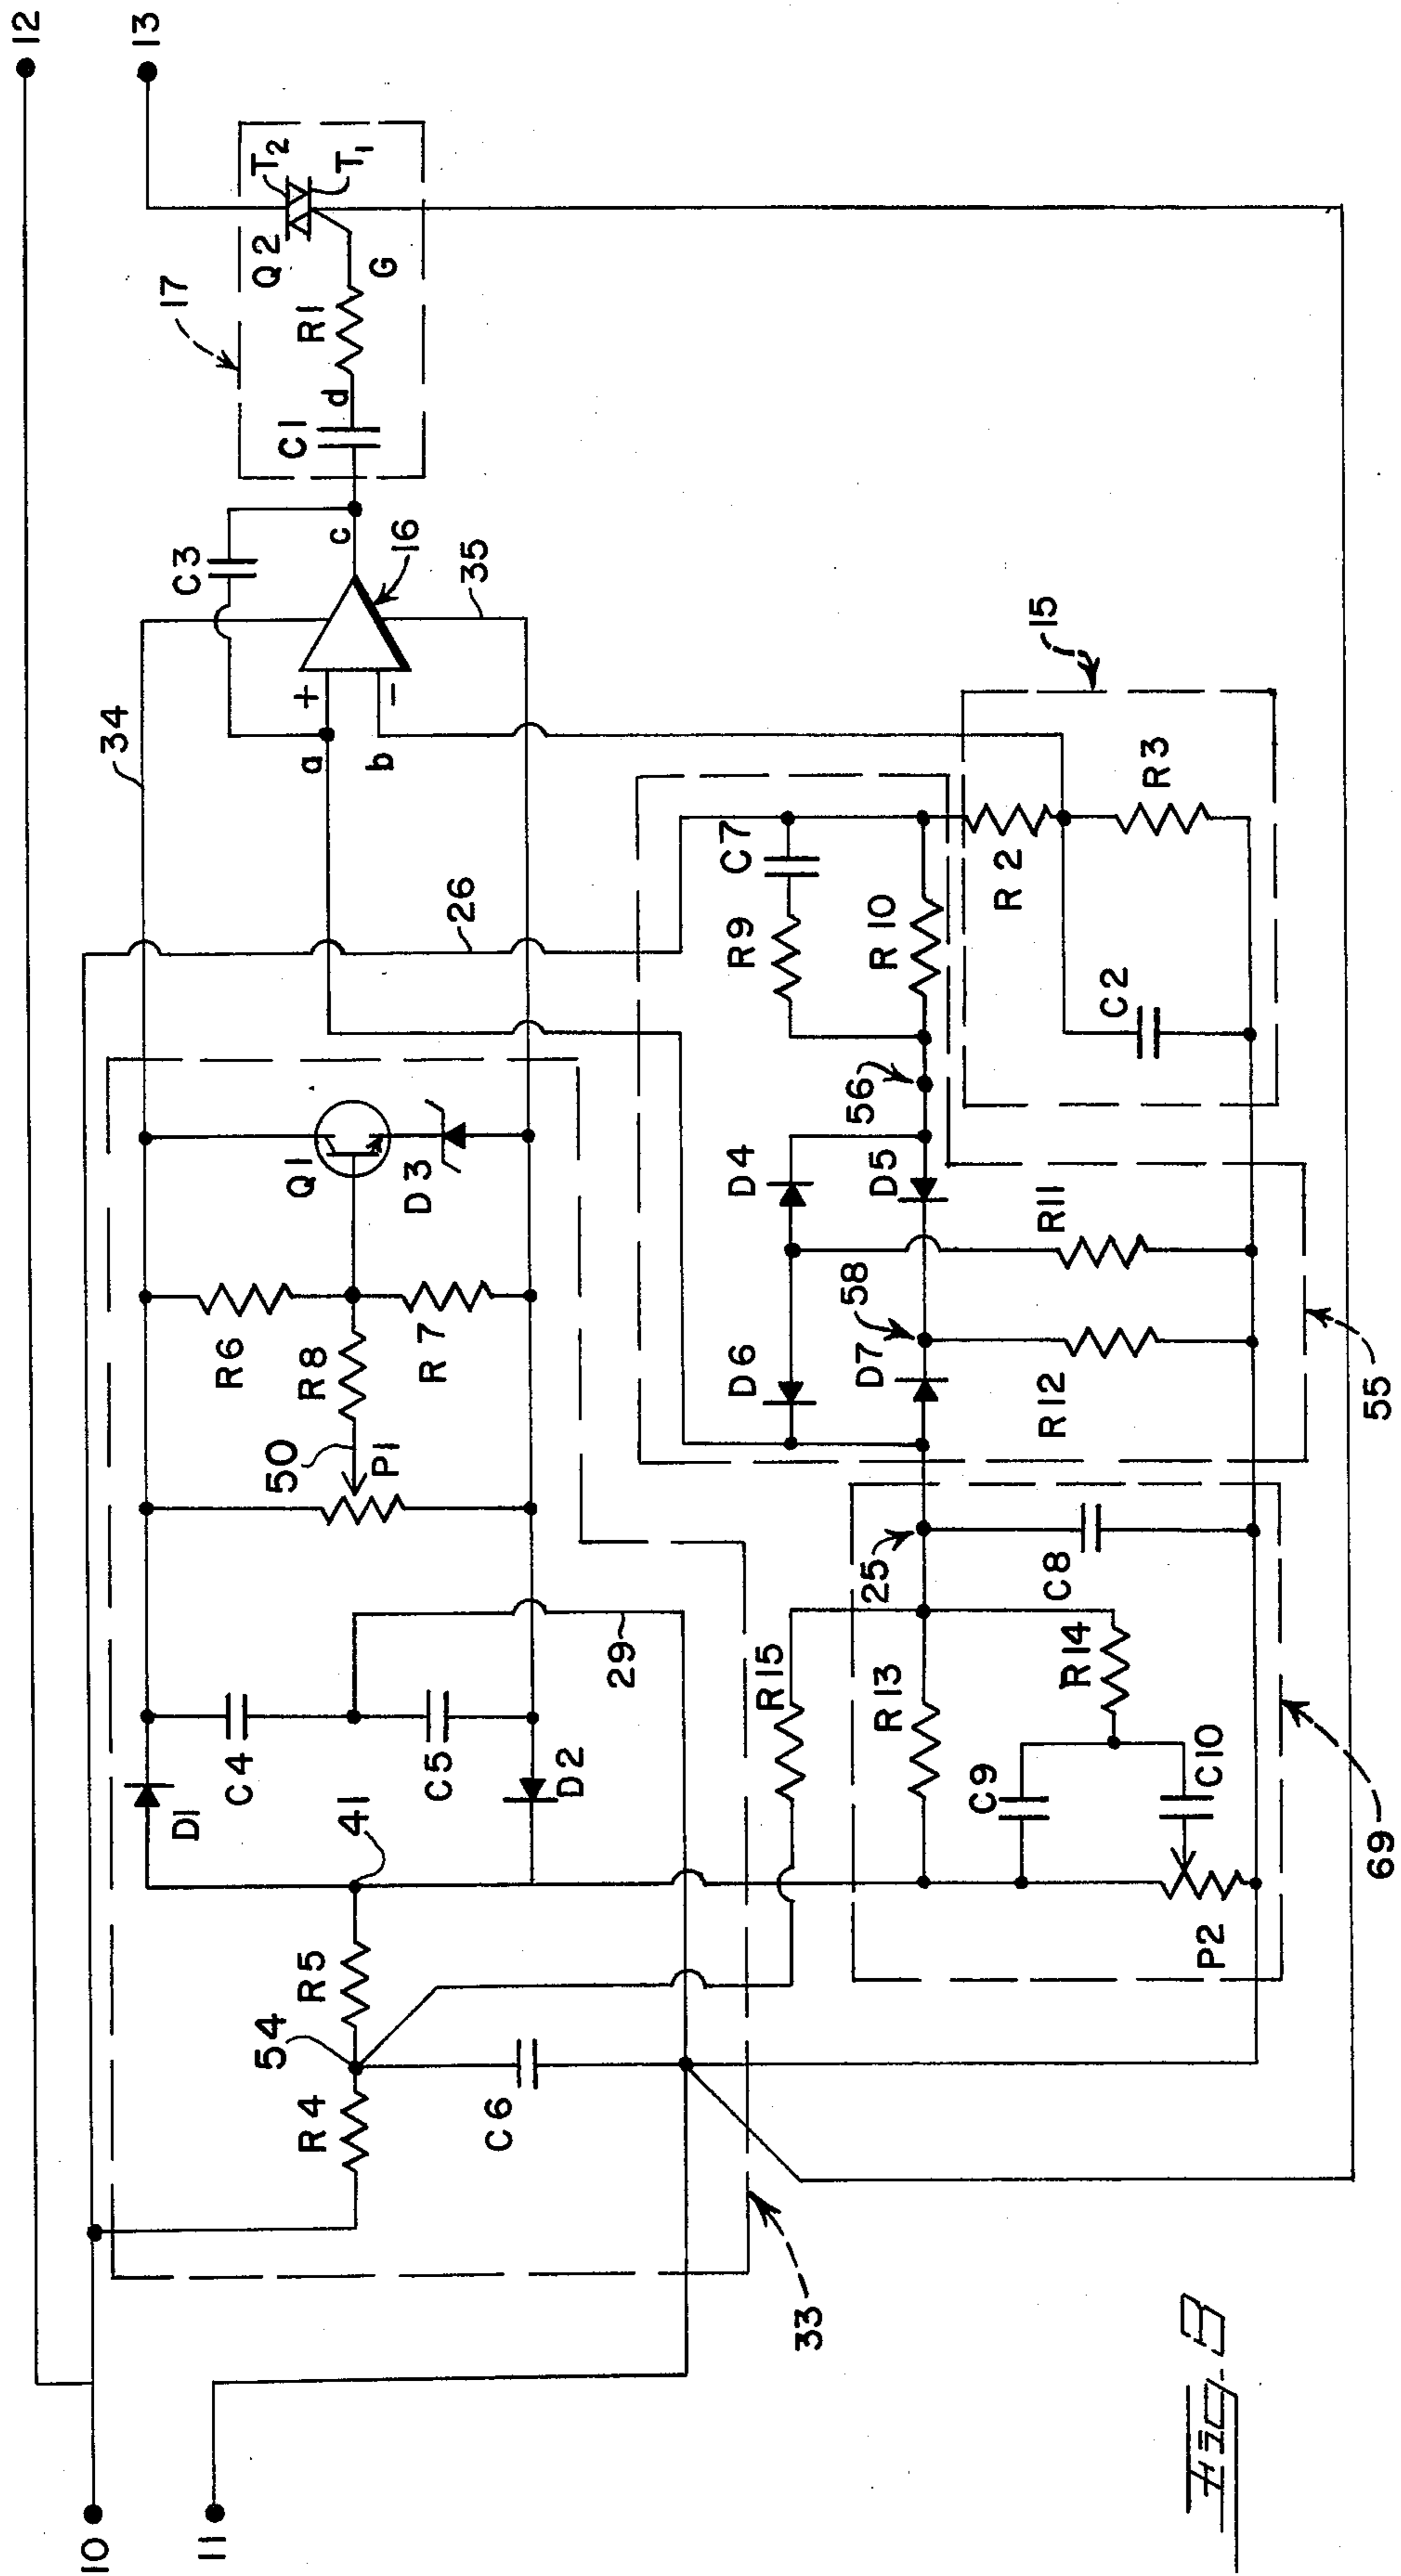 12
13
17
Q2
T2
T1
G
R1
d
C1
c
C3
16
35
34
+
a
-
b
26
15
R3
R2
C7
R9
R10
C2
56
D4
D5
R11
58
D7
D6
R12
55
Q1
D3
R6
R8
R7
50
P1
25
C8
29
R15
R13
R14
C9
C10
69
P2
D1
C4
C5
D2
41
R5
54
R4
C6
33
10
11
Fig-3